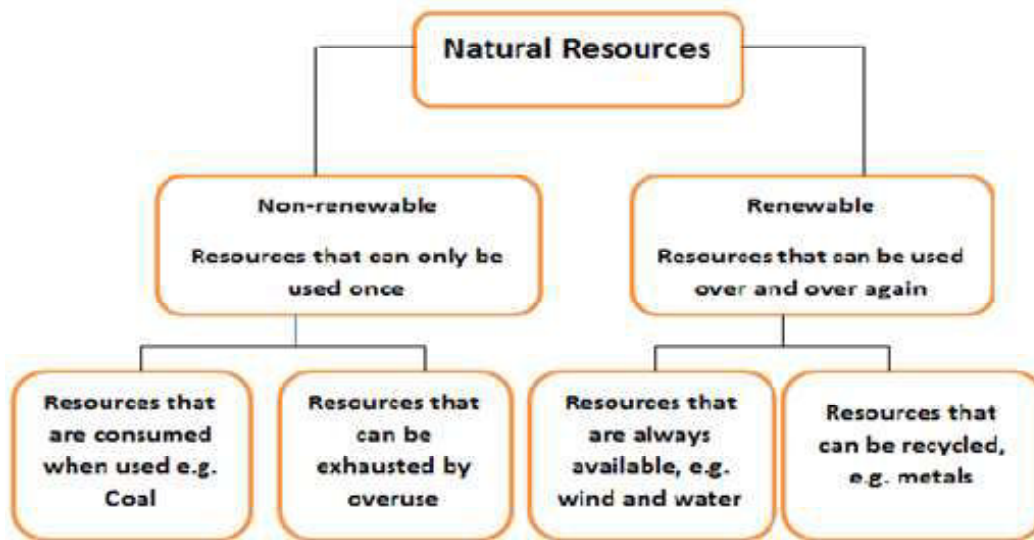 Natural Resources
Non-renewable
Resources that can only be
used once
Renewable
Resources that can be used
over and over again
Resources that
are consumed
when used e.g.
Coal
Resources that
can be
exhausted by
overuse
Resources that
are always
available, e.g.
wind and water
Resources that
can be recycled,
e.g. metals